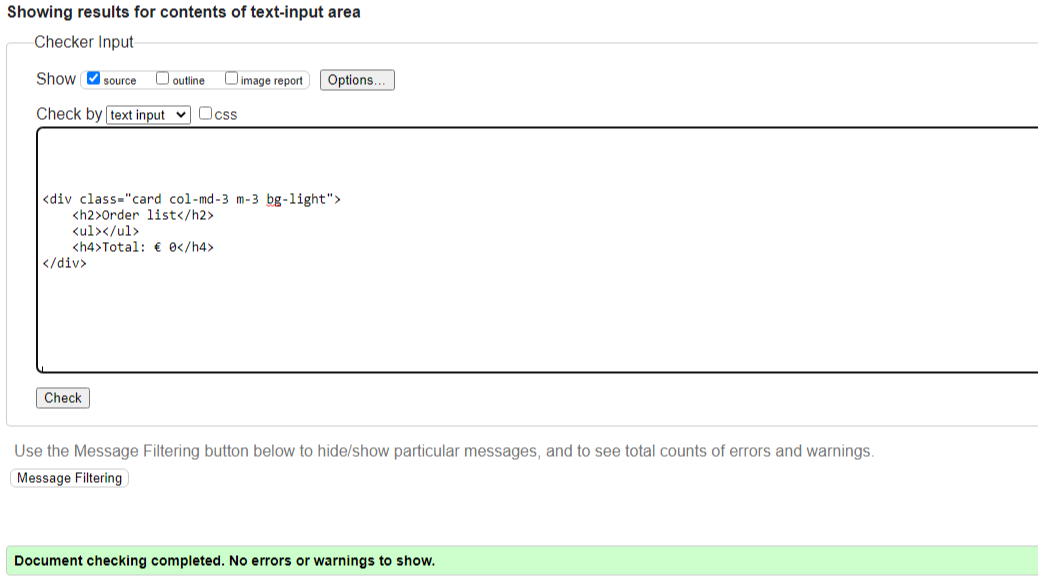 Showing results for contents of text-input area
Checker Input
Show source outline image report Options...
Check by text input css
<div class="card col-md-3 m-3 bg-light">
    <h2>Order list</h2>
    <ul></ul>
    <h4>Total: € 0</h4>
</div>
Check
Use the Message Filtering button below to hide/show particular messages, and to see total counts of errors and warnings.
Message Filtering
Document checking completed. No errors or warnings to show.